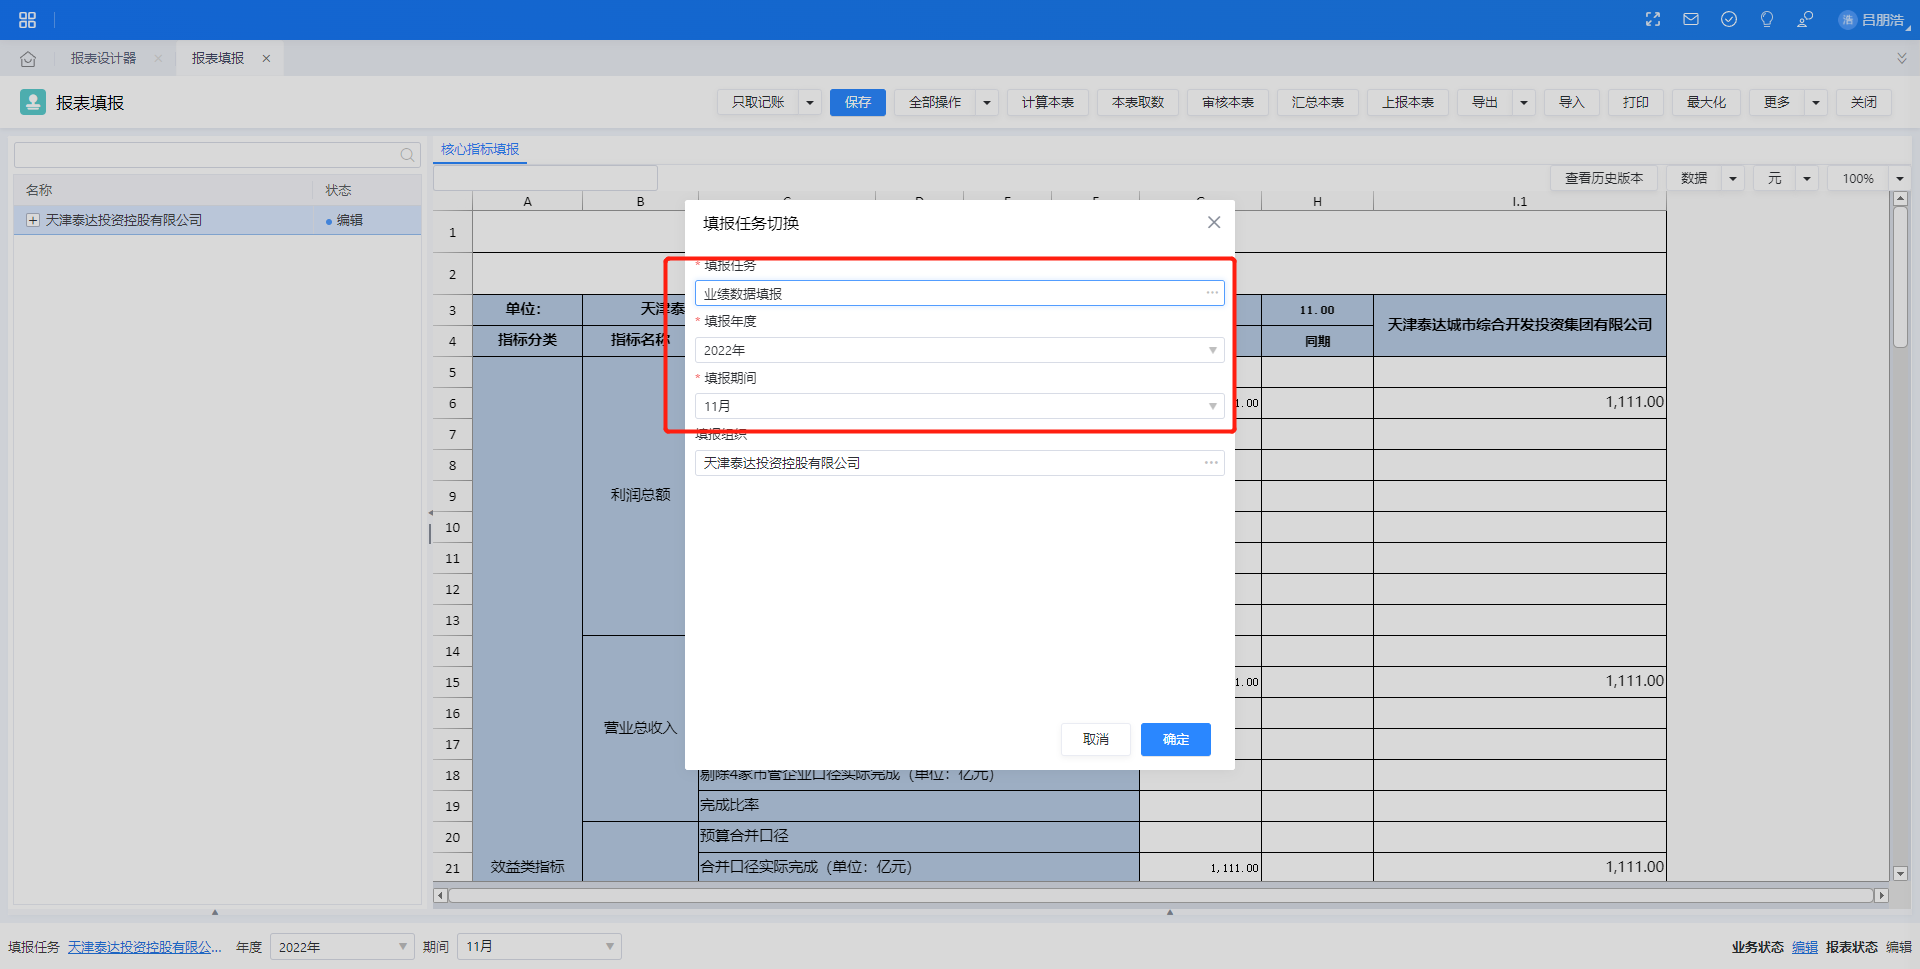 浩 吕朋浩
报表设计器 报表填报
报表填报
只取记账 保存 全部操作 计算本表 本表取数 审核本表 汇总本表 上报本表 导出 导入 打印 最大化 更多 关闭
核心指标填报
名称 状态
天津泰达投资控股有限公司 编辑
查看历史版本 数据 元 100%
A B H I.1
1
2
3 单位: 天津泰 11.00 天津泰达城市综合开发投资集团有限公司
4 指标分类 指标名称 同期
5
6 1.00 1,111.00
7
8
9 利润总额
10
11
12
13
14
15 1.00 1,111.00
16
17 营业总收入
18 剔除4家市管企业口径实际完成（单位：亿元）
19 完成比率
20 预算合并口径
21 效益类指标 合并口径实际完成（单位：亿元） 1,111.00 1,111.00
填报任务切换
* 填报任务
业绩数据填报
* 填报年度
2022年
* 填报期间
11月
填报组织
天津泰达投资控股有限公司
取消 确定
填报任务 天津泰达投资控股有限公... 年度 2022年 期间 11月
业务状态 编辑 报表状态 编辑